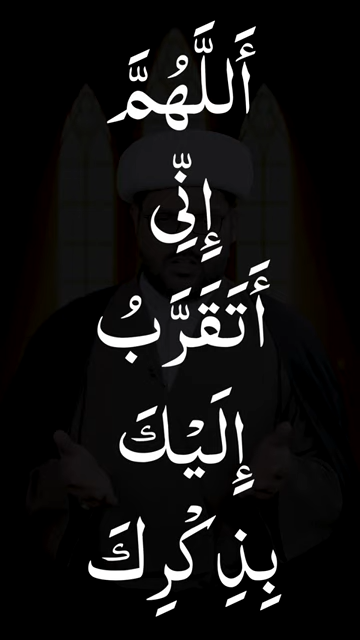 أَللَّهُمَّ
إِنِّي
أَتَقَرَّبُ
إِلَيْكَ
بِذِكْرِكَ